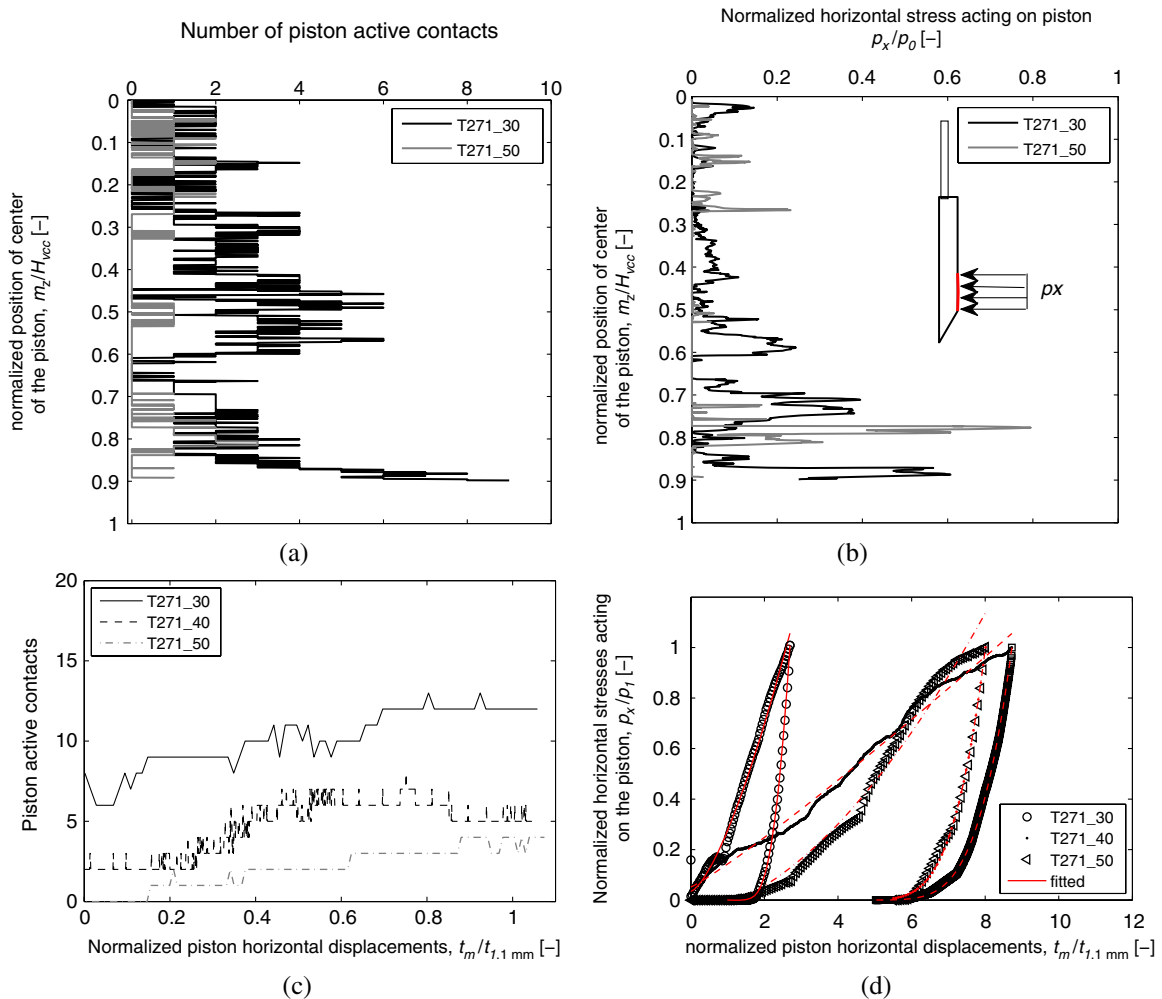 Number of piston active contacts
0 2 4 6 8 10
0
0.1
0.2
0.3
0.4
0.5
0.6
0.7
0.8
0.9
1
normalized position of center
of the piston, m_z/H_vcc [–]
T271_30
T271_50
(a)
Normalized horizontal stress acting on piston
p_x/p_0 [–]
0 0.2 0.4 0.6 0.8 1
0
0.1
0.2
0.3
0.4
0.5
0.6
0.7
0.8
0.9
1
normalized position of center
of the piston, m_z/H_vcc [–]
T271_30
T271_50
px
(b)
20
15
10
5
0
Piston active contacts
T271_30
T271_40
T271_50
0 0.2 0.4 0.6 0.8 1
Normalized piston horizontal displacements, t_m/t_1,1 mm [–]
(c)
Normalized horizontal stresses acting
on the piston, p_x/p_1 [–]
1
0.8
0.6
0.4
0.2
0
T271_30
T271_40
T271_50
fitted
0 2 4 6 8 10 12
normalized piston horizontal displacements, t_m/t_1,1 mm [–]
(d)